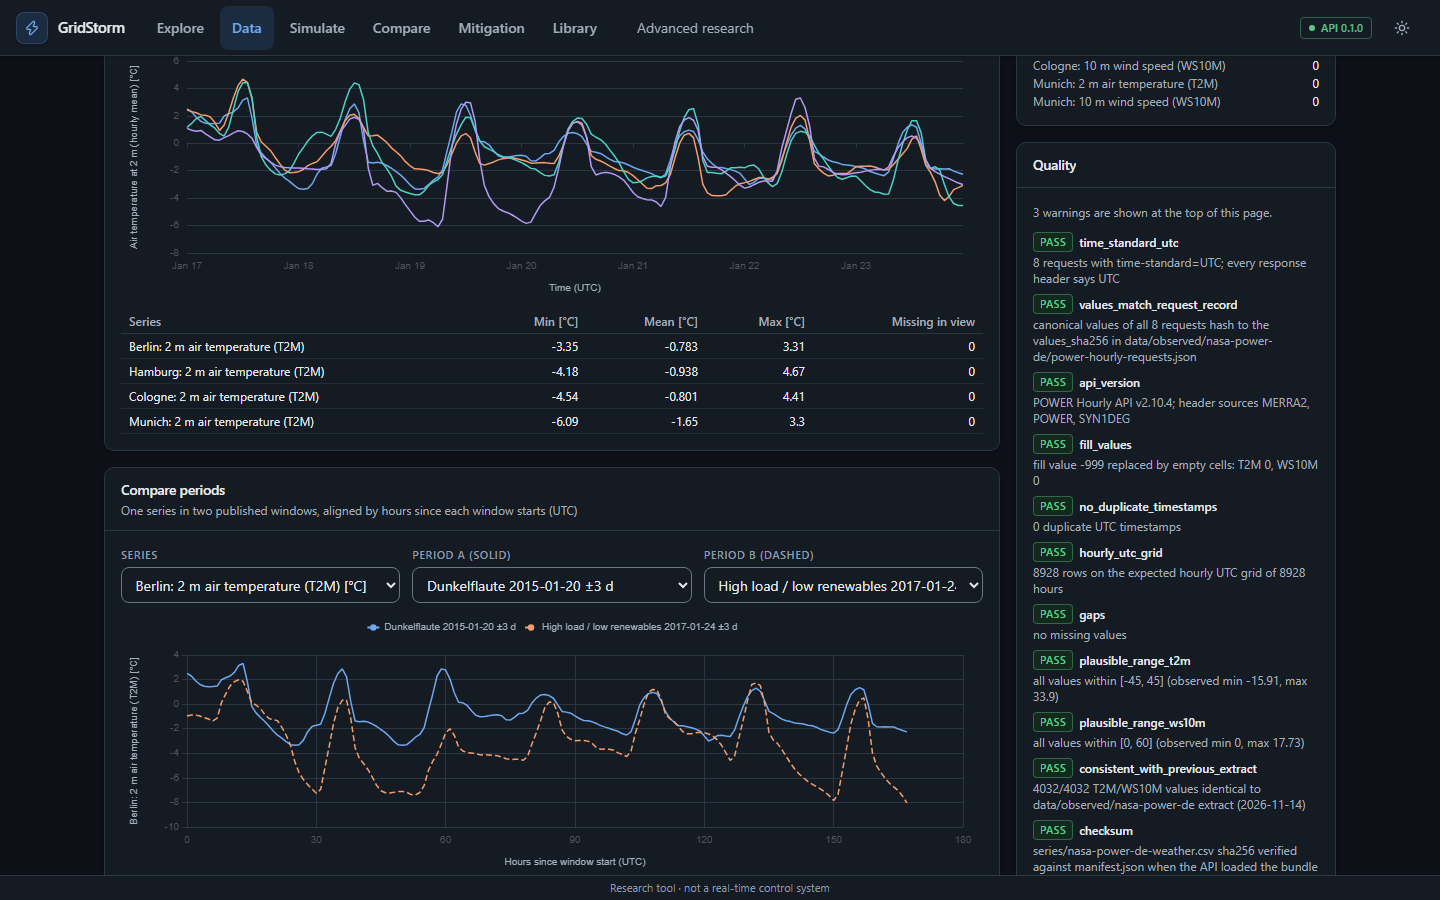 GridStorm
Explore
Data
Simulate
Compare
Mitigation
Library
Advanced research
API 0.1.0
Air temperature at 2 m (hourly mean) [°C]
6
4
2
0
-2
-4
-6
-8
Jan 17
Jan 18
Jan 19
Jan 20
Jan 21
Jan 22
Jan 23
Time (UTC)
Series Min [°C] Mean [°C] Max [°C] Missing in view
Berlin: 2 m air temperature (T2M) -3.35 -0.783 3.31 0
Hamburg: 2 m air temperature (T2M) -4.18 -0.938 4.67 0
Cologne: 2 m air temperature (T2M) -4.54 -0.801 4.41 0
Munich: 2 m air temperature (T2M) -6.09 -1.65 3.3 0
Compare periods
One series in two published windows, aligned by hours since each window starts (UTC)
SERIES
Berlin: 2 m air temperature (T2M) [°C]
PERIOD A (SOLID)
Dunkelflaute 2015-01-20 ±3 d
PERIOD B (DASHED)
High load / low renewables 2017-01-2
Dunkelflaute 2015-01-20 ±3 d
High load / low renewables 2017-01-24 ±3 d
Berlin: 2 m air temperature (T2M) [°C]
4
2
0
-2
-4
-6
-8
-10
0
30
60
90
120
150
180
Hours since window start (UTC)
Cologne: 10 m wind speed (WS10M) 0
Munich: 2 m air temperature (T2M) 0
Munich: 10 m wind speed (WS10M) 0
Quality
3 warnings are shown at the top of this page.
PASS time_standard_utc
8 requests with time-standard=UTC; every response
header says UTC
PASS values_match_request_record
canonical values of all 8 requests hash to the
values_sha256 in data/observed/nasa-power-
de/power-hourly-requests.json
PASS api_version
POWER Hourly API v2.10.4; header sources MERRA2,
POWER, SYN1DEG
PASS fill_values
fill value -999 replaced by empty cells: T2M 0, WS10M
0
PASS no_duplicate_timestamps
0 duplicate UTC timestamps
PASS hourly_utc_grid
8928 rows on the expected hourly UTC grid of 8928
hours
PASS gaps
no missing values
PASS plausible_range_t2m
all values within [-45, 45] (observed min -15.91, max
33.9)
PASS plausible_range_ws10m
all values within [0, 60] (observed min 0, max 17.73)
PASS consistent_with_previous_extract
4032/4032 T2M/WS10M values identical to
data/observed/nasa-power-de extract (2026-11-14)
PASS checksum
series/nasa-power-de-weather.csv sha256 verified
against manifest.json when the API loaded the bundle
Research tool · not a real-time control system